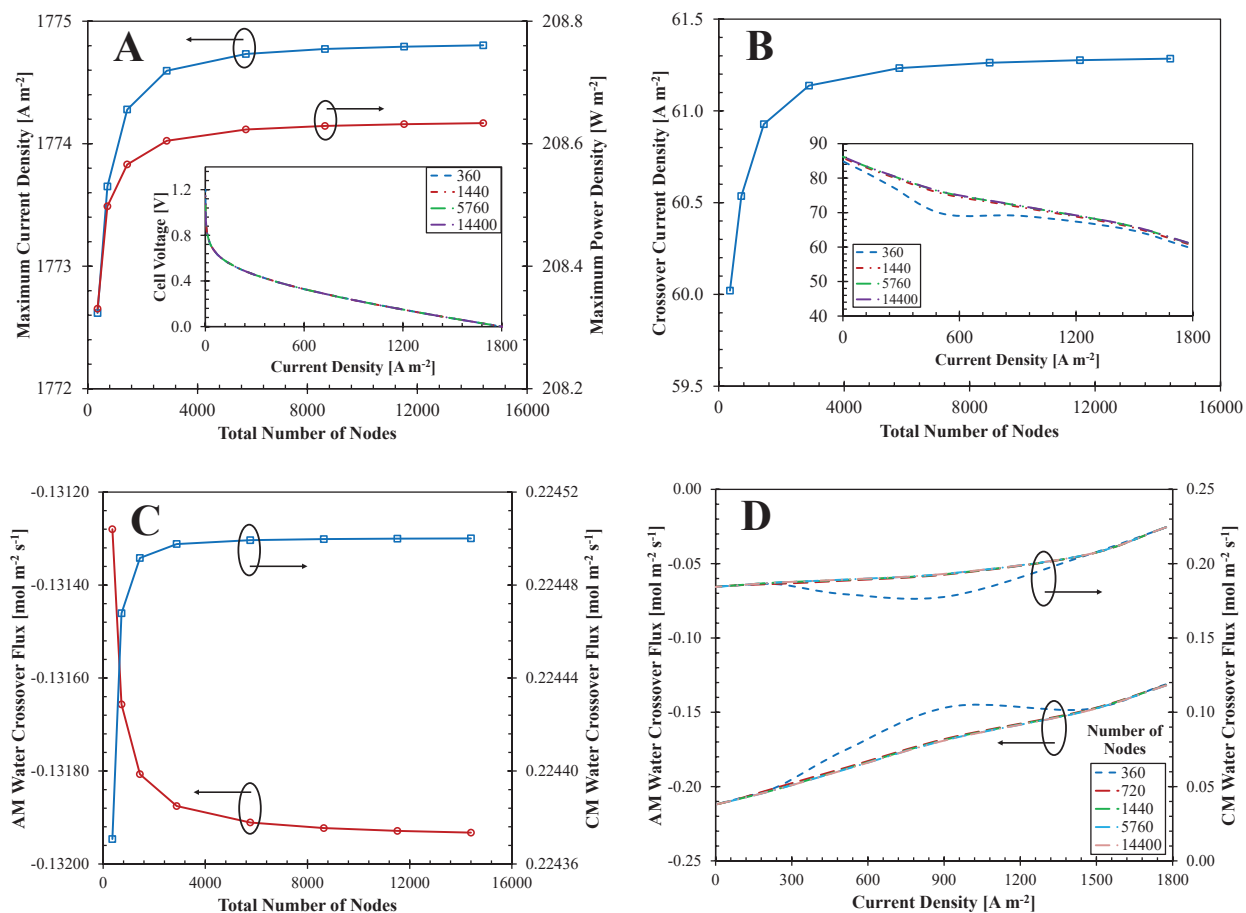 A
Maximum Current Density [A m⁻²]
1775
1774
1773
1772
208.8
208.6
208.4
208.2
Maximum Power Density [W m⁻²]
Cell Voltage [V]
1.2
0.8
0.4
0.0
360
1440
5760
14400
0 600 1200 1800
Current Density [A m⁻²]
0 4000 8000 12000 16000
Total Number of Nodes
B
Crossover Current Density [A m⁻²]
61.5
61.0
60.5
60.0
59.5
90
80
70
60
50
40
360
1440
5760
14400
0 600 1200 1800
Current Density [A m⁻²]
0 4000 8000 12000 16000
Total Number of Nodes
C
AM Water Crossover Flux [mol m⁻² s⁻¹]
-0.13120
-0.13140
-0.13160
-0.13180
-0.13200
0.22452
0.22448
0.22444
0.22440
0.22436
CM Water Crossover Flux [mol m⁻² s⁻¹]
0 4000 8000 12000 16000
Total Number of Nodes
D
AM Water Crossover Flux [mol m⁻² s⁻¹]
0.00
-0.05
-0.10
-0.15
-0.20
-0.25
0.25
0.20
0.15
0.10
0.05
0.00
CM Water Crossover Flux [mol m⁻² s⁻¹]
Number of
Nodes
360
720
1440
5760
14400
0 300 600 900 1200 1500 1800
Current Density [A m⁻²]